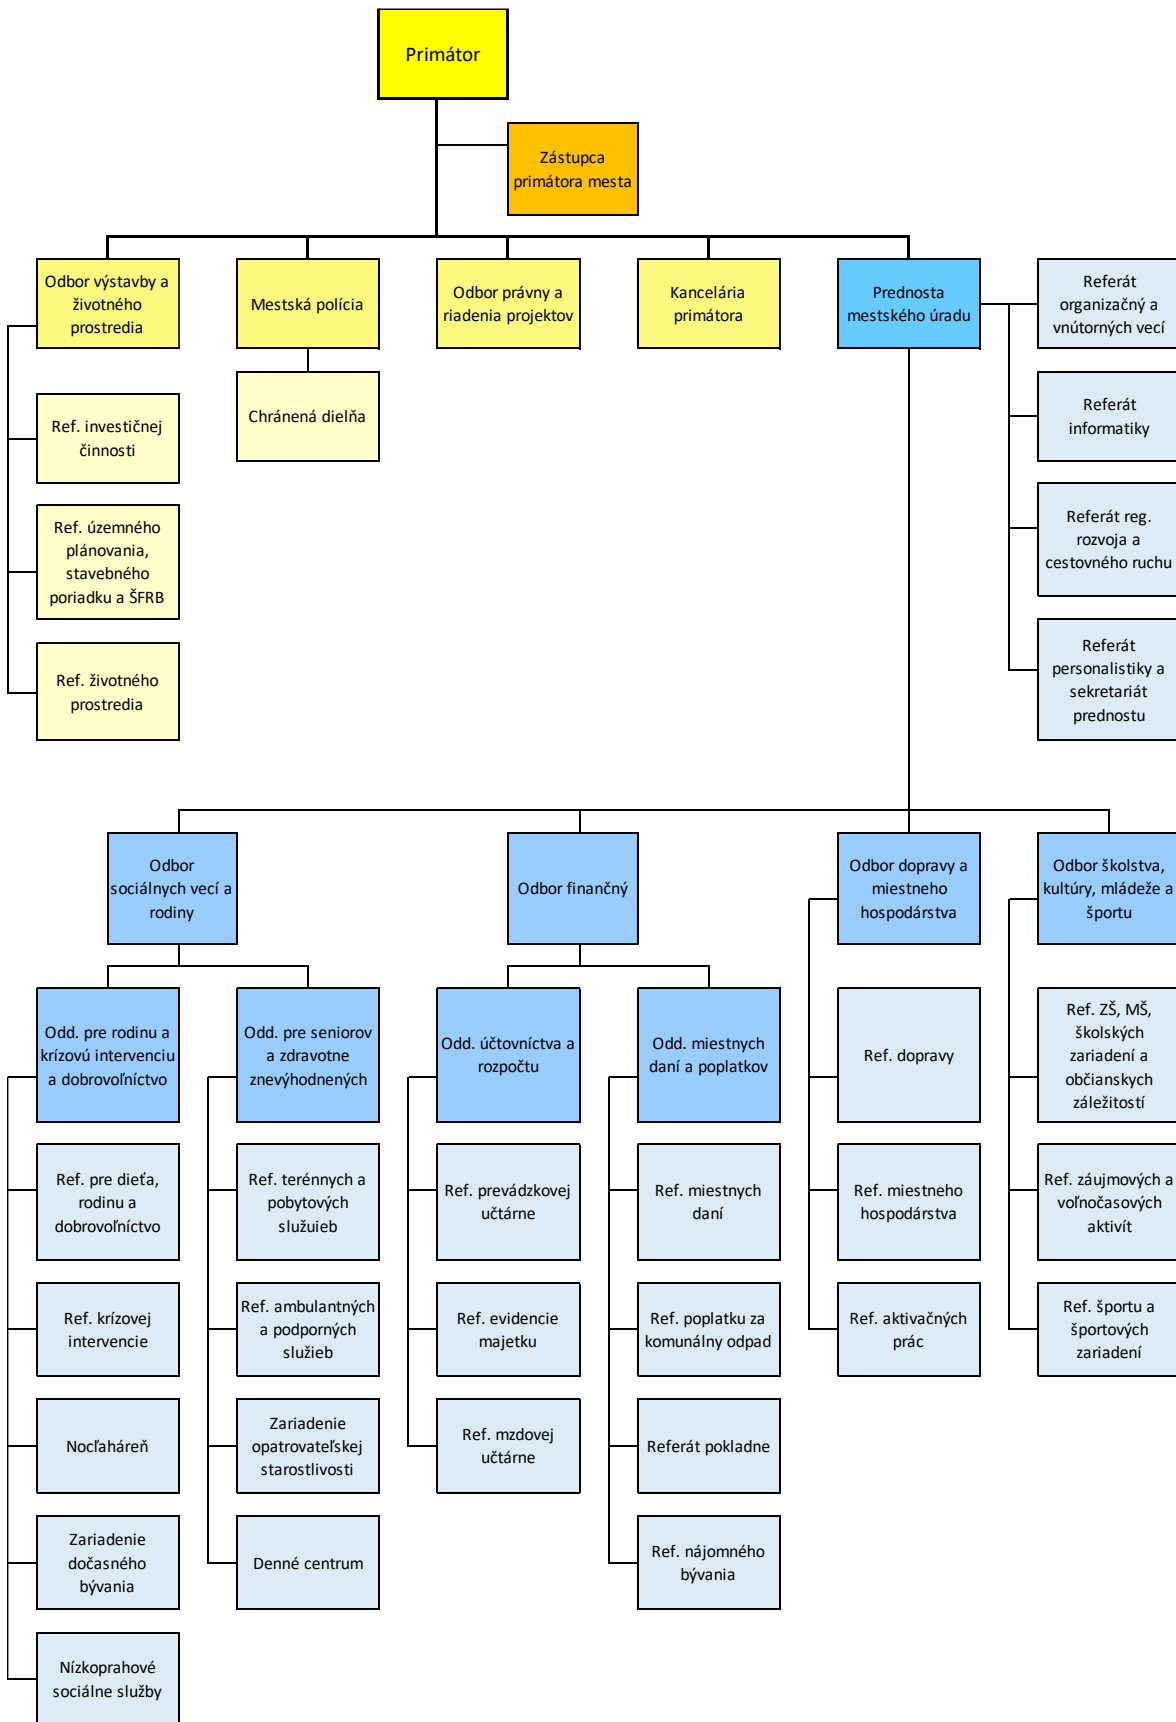 Primátor
Zástupca
primátora mesta
Odbor výstavby a
životného
prostredia
Mestská polícia
Odbor právny a
riadenia projektov
Kancelária
primátora
Prednosta
mestského úradu
Referát
organizačný a
vnútorných vecí
Ref. investičnej
činnosti
Chránená dielňa
Referát
informatiky
Ref. územného
plánovania,
stavebného
poriadku a ŠFRB
Referát reg.
rozvoja a
cestovného ruchu
Ref. životného
prostredia
Referát
personalistiky a
sekretariát
prednostu
Odbor
sociálnych vecí a
rodiny
Odbor finančný
Odbor dopravy a
miestneho
hospodárstva
Odbor školstva,
kultúry, mládeže a
športu
Odd. pre rodinu a
krízovú intervenciu
a dobrovoľníctvo
Odd. pre seniorov
a zdravotne
znevýhodnených
Odd. účtovníctva a
rozpočtu
Odd. miestnych
daní a poplatkov
Ref. dopravy
Ref. ZŠ, MŠ,
školských
zariadení a
občianskych
záležitostí
Ref. pre dieťa,
rodinu a
dobrovoľníctvo
Ref. terénnych a
pobytových
služuieb
Ref. prevádzkovej
učtárne
Ref. miestnych
daní
Ref. miestneho
hospodárstva
Ref. záujmových a
voľnočasových
aktivít
Ref. krízovej
intervencie
Ref. ambulantných
a podporných
služieb
Ref. evidencie
majetku
Ref. poplatku za
komunálny odpad
Ref. aktivačných
prác
Ref. športu a
športových
zariadení
Nocľaháreň
Zariadenie
opatrovateľskej
starostlivosti
Ref. mzdovej
učtárne
Referát pokladne
Zariadenie
dočasného
bývania
Denné centrum
Ref. nájomného
bývania
Nízkoprahové
sociálne služby